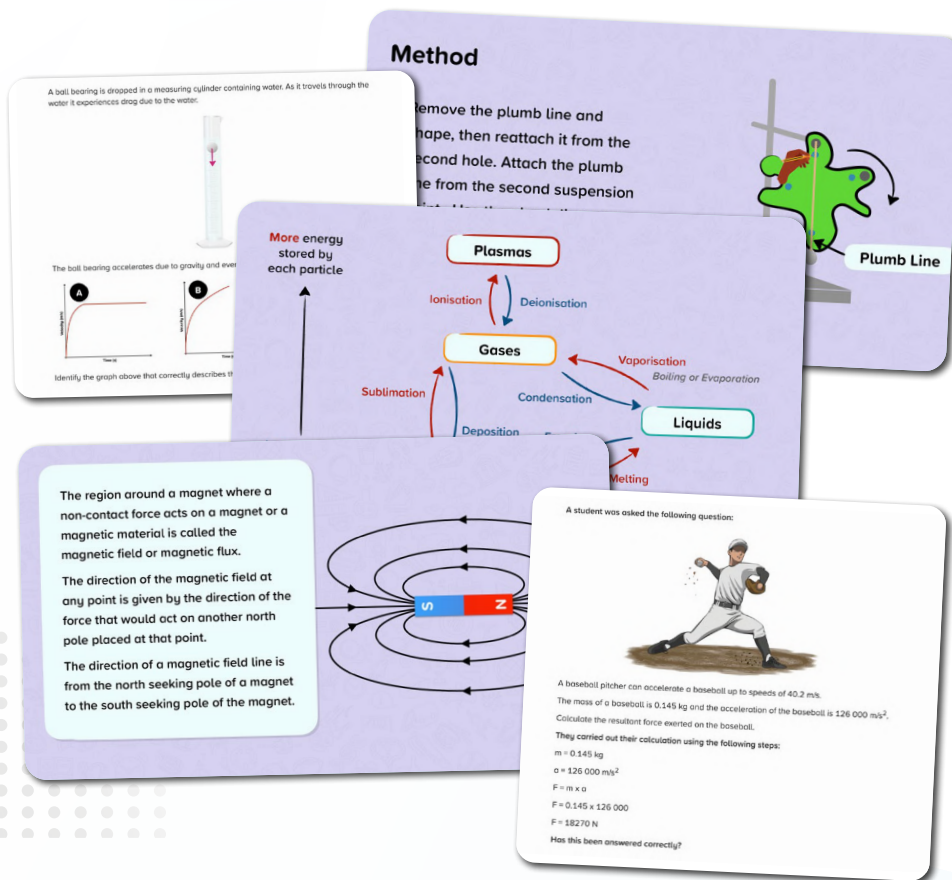 A ball bearing is dropped in a measuring cylinder containing water. As it travels through the
water it experiences drag due to the water.
The ball bearing accelerates due to gravity and
A
B
Velocity (m/s)
Time (s)
Velocity (m/s)
Time
Identify the graph above that correctly describes
Method
Remove the plumb line and
shape, then reattach it from the
second hole. Attach the plumb
from the second suspension
Plumb Line
More energy
stored by
each particle
Plasmas
Ionisation
Deionisation
Gases
Vaporisation
Boiling or Evaporation
Sublimation
Condensation
Liquids
Deposition
Melting
The region around a magnet where a
non-contact force acts on a magnet or a
magnetic material is called the
magnetic field or magnetic flux.
The direction of the magnetic field at
any point is given by the direction of the
force that would act on another north
pole placed at that point.
The direction of a magnetic field line is
from the north seeking pole of a magnet
to the south seeking pole of the magnet.
S
N
A student was asked the following question:
A baseball pitcher can accelerate a baseball up to speeds of 40.2 m/s.
The mass of a baseball is 0.145 kg and the acceleration of the baseball is 126 000 m/s².
Calculate the resultant force exerted on the baseball.
They carried out their calculation using the following steps:
m = 0.145 kg
a = 126 000 m/s²
F = m x a
F = 0.145 x 126 000
F = 18270 N
Has this been answered correctly?